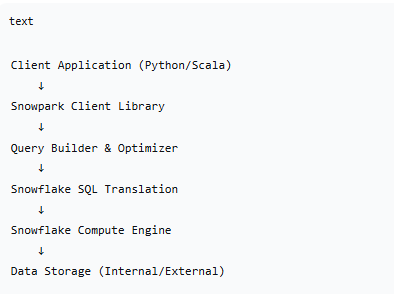 text
Client Application (Python/Scala)
↓
Snowpark Client Library
↓
Query Builder & Optimizer
↓
Snowflake SQL Translation
↓
Snowflake Compute Engine
↓
Data Storage (Internal/External)